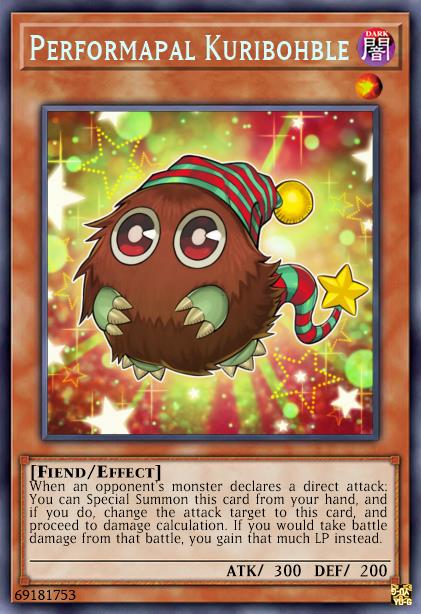 PERFORMAPAL KURIBOHBLE
DARK
闇
[FIEND/EFFECT]
When an opponent's monster declares a direct attack:
You can Special Summon this card from your hand, and
if you do, change the attack target to this card, and
proceed to damage calculation. If you would take battle
damage from that battle, you gain that much LP instead.
ATK/ 300 DEF/ 200
69181753